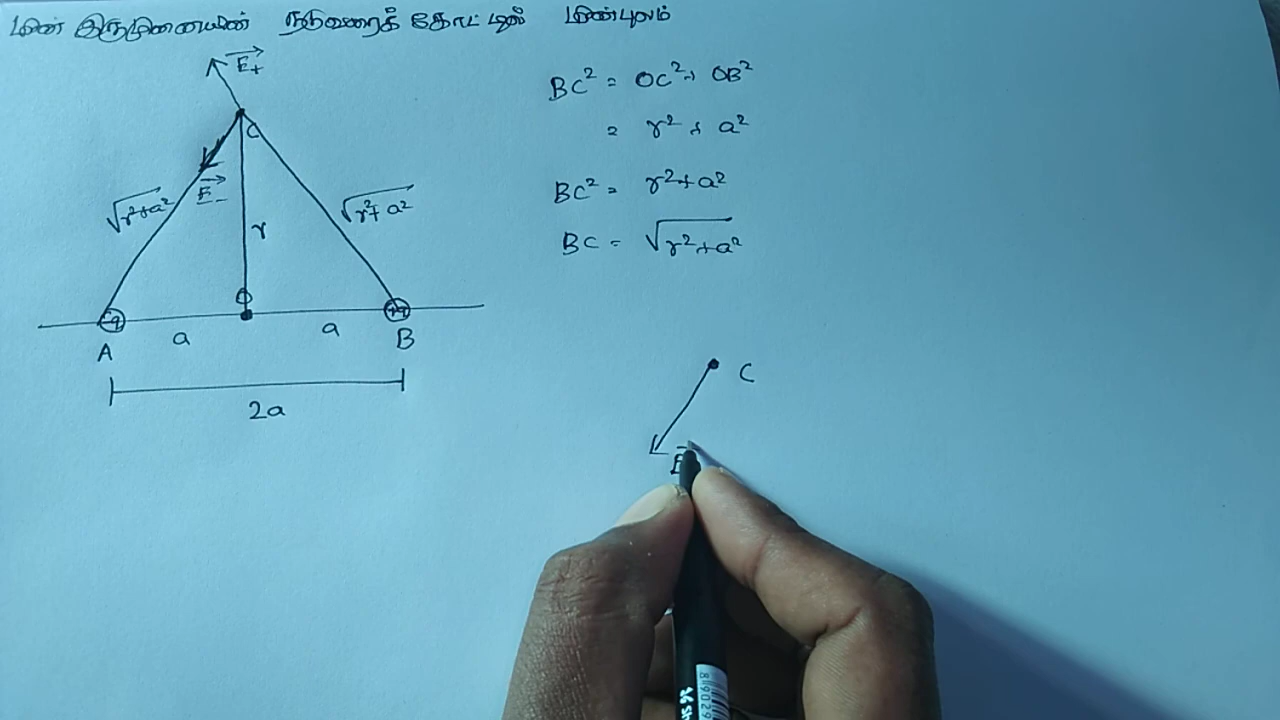 மின் இருமுனையின் நடுவரைக் கோட்டில் மின்புலம்
E₊
C
E₋
√r²+a²
√r²+a²
r
O
-q
+q
a
a
A
B
2a
BC² = OC² + OB²
= r² + a²
BC² = r²+a²
BC = √r²+a²
C
E